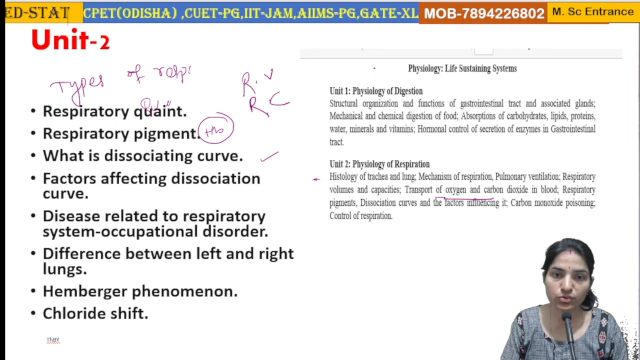 ED-STAT
CPET(ODISHA), CUET-PG, IIT-JAM, AIIMS-PG, GATE-XL
MOB-7894226802
M. Sc Entrance
Unit-2
Types of respi
R.V
R C
• Respiratory quaint.
• Respiratory pigment.
• What is dissociating curve.
• Factors affecting dissociation
curve.
• Disease related to respiratory
system-occupational disorder.
• Difference between left and right
lungs.
• Hemberger phenomenon.
• Chloride shift.
• Physiology: Life Sustaining Systems
Unit 1: Physiology of Digestion
Structural organization and functions of gastrointestinal tract and associated glands;
Mechanical and chemical digestion of food; Absorptions of carbohydrates, lipids, proteins,
water, minerals and vitamins; Hormonal control of secretion of enzymes in Gastrointestinal
tract.
Unit 2: Physiology of Respiration
Histology of trachea and lung; Mechanism of respiration, Pulmonary ventilation; Respiratory
volumes and capacities; Transport of oxygen and carbon dioxide in blood; Respiratory
pigments, Dissociation curves and the factors influencing it; Carbon monoxide poisoning;
Control of respiration.